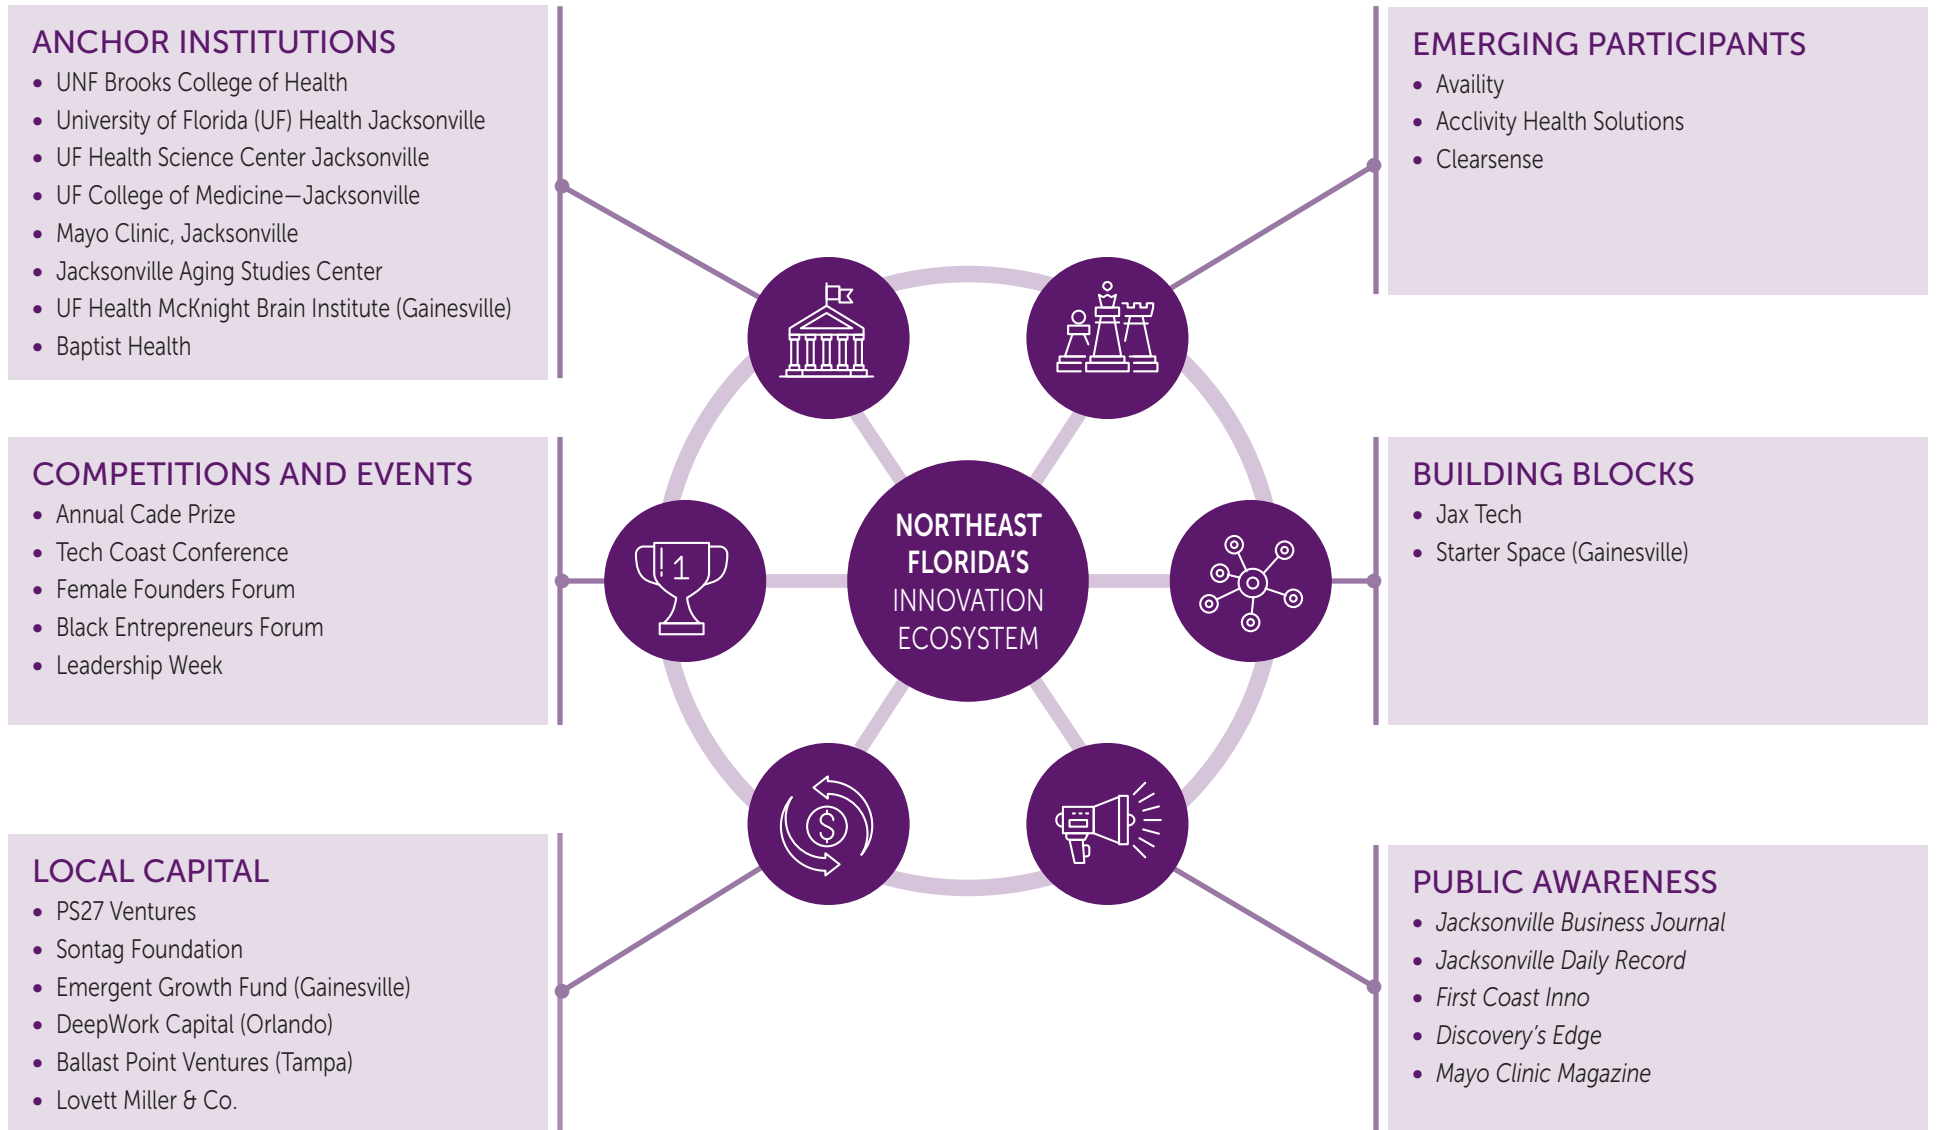 ANCHOR INSTITUTIONS
• UNF Brooks College of Health
• University of Florida (UF) Health Jacksonville
• UF Health Science Center Jacksonville
• UF College of Medicine—Jacksonville
• Mayo Clinic, Jacksonville
• Jacksonville Aging Studies Center
• UF Health McKnight Brain Institute (Gainesville)
• Baptist Health
EMERGING PARTICIPANTS
• Availity
• Acclivity Health Solutions
• Clearsense
COMPETITIONS AND EVENTS
• Annual Cade Prize
• Tech Coast Conference
• Female Founders Forum
• Black Entrepreneurs Forum
• Leadership Week
1
NORTHEAST
FLORIDA'S
INNOVATION
ECOSYSTEM
BUILDING BLOCKS
• Jax Tech
• Starter Space (Gainesville)
LOCAL CAPITAL
• PS27 Ventures
• Sontag Foundation
• Emergent Growth Fund (Gainesville)
• DeepWork Capital (Orlando)
• Ballast Point Ventures (Tampa)
• Lovett Miller & Co.
$
PUBLIC AWARENESS
• Jacksonville Business Journal
• Jacksonville Daily Record
• First Coast Inno
• Discovery's Edge
• Mayo Clinic Magazine